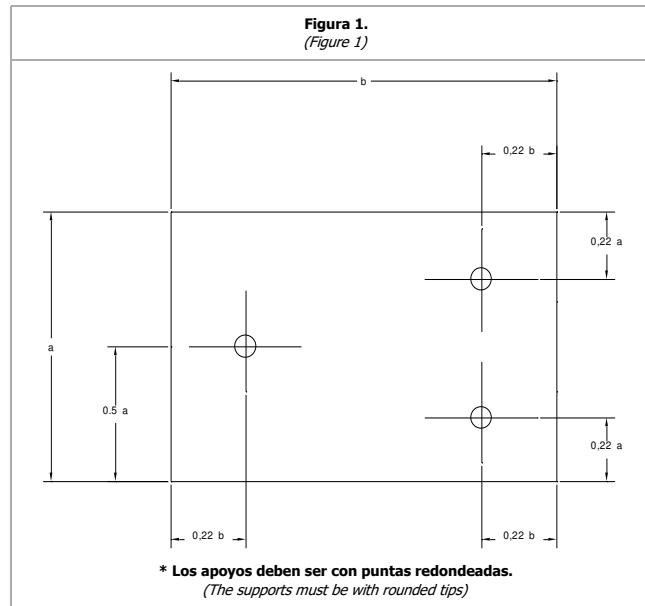 Figura 1.
(Figure 1)
b
0,22 b
0,22 a
a
0.5 a
0,22 a
0,22 b
0,22 b
* Los apoyos deben ser con puntas redondeadas.
(The supports must be with rounded tips)